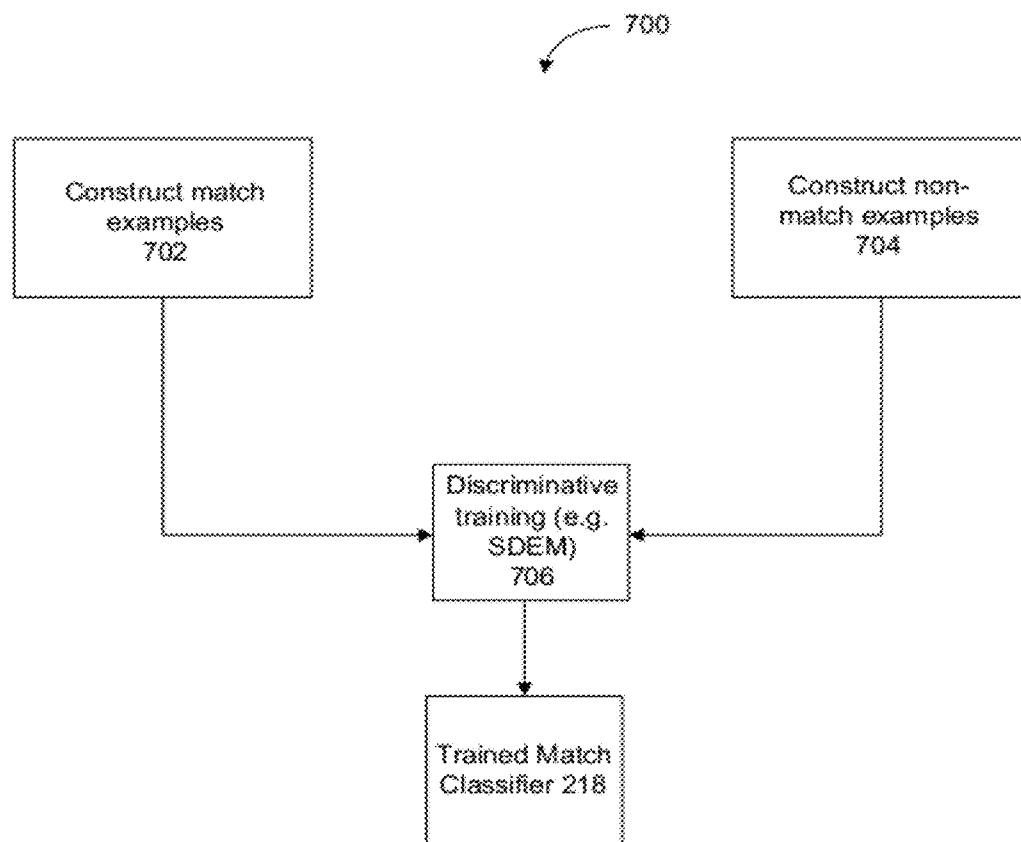 700
Construct match
examples
702
Construct non-
match examples
704
Discriminative
training (e.g.
SDEM)
706
Trained Match
Classifier 218